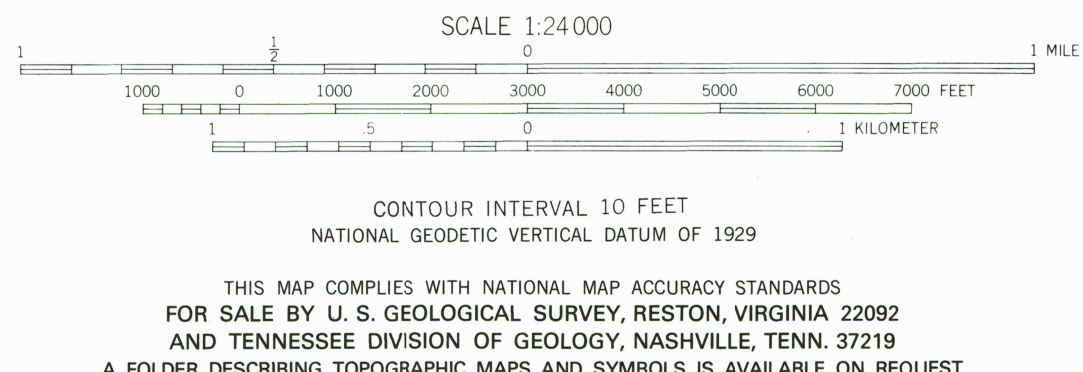 SCALE 1:24 000
1 ½ 0 1 MILE
1000 0 1000 2000 3000 4000 5000 6000 7000 FEET
1 .5 0 1 KILOMETER
CONTOUR INTERVAL 10 FEET
NATIONAL GEODETIC VERTICAL DATUM OF 1929
THIS MAP COMPLIES WITH NATIONAL MAP ACCURACY STANDARDS
FOR SALE BY U. S. GEOLOGICAL SURVEY, RESTON, VIRGINIA 22092
AND TENNESSEE DIVISION OF GEOLOGY, NASHVILLE, TENN. 37219
A FOLDER DESCRIBING TOPOGRAPHIC MAPS AND SYMBOLS IS AVAILABLE ON REQUEST